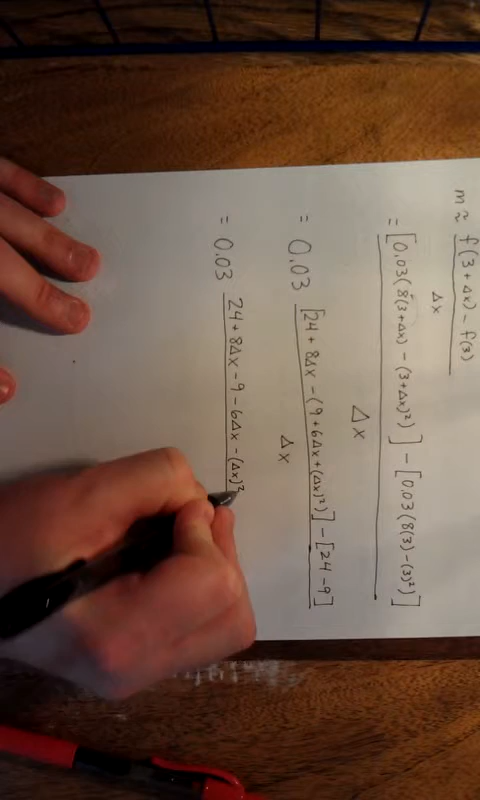 m ≈ f(3 + Δx) - f(3)
Δx
= [0.03(8(3+Δx) - (3+Δx)²)] - [0.03(8(3)-(3)²)]
Δx
= 0.03 [24 + 8Δx - (9+6Δx+(Δx)²)] - [24-9]
Δx
= 0.03 24 + 8Δx - 9 - 6Δx - (Δx)²